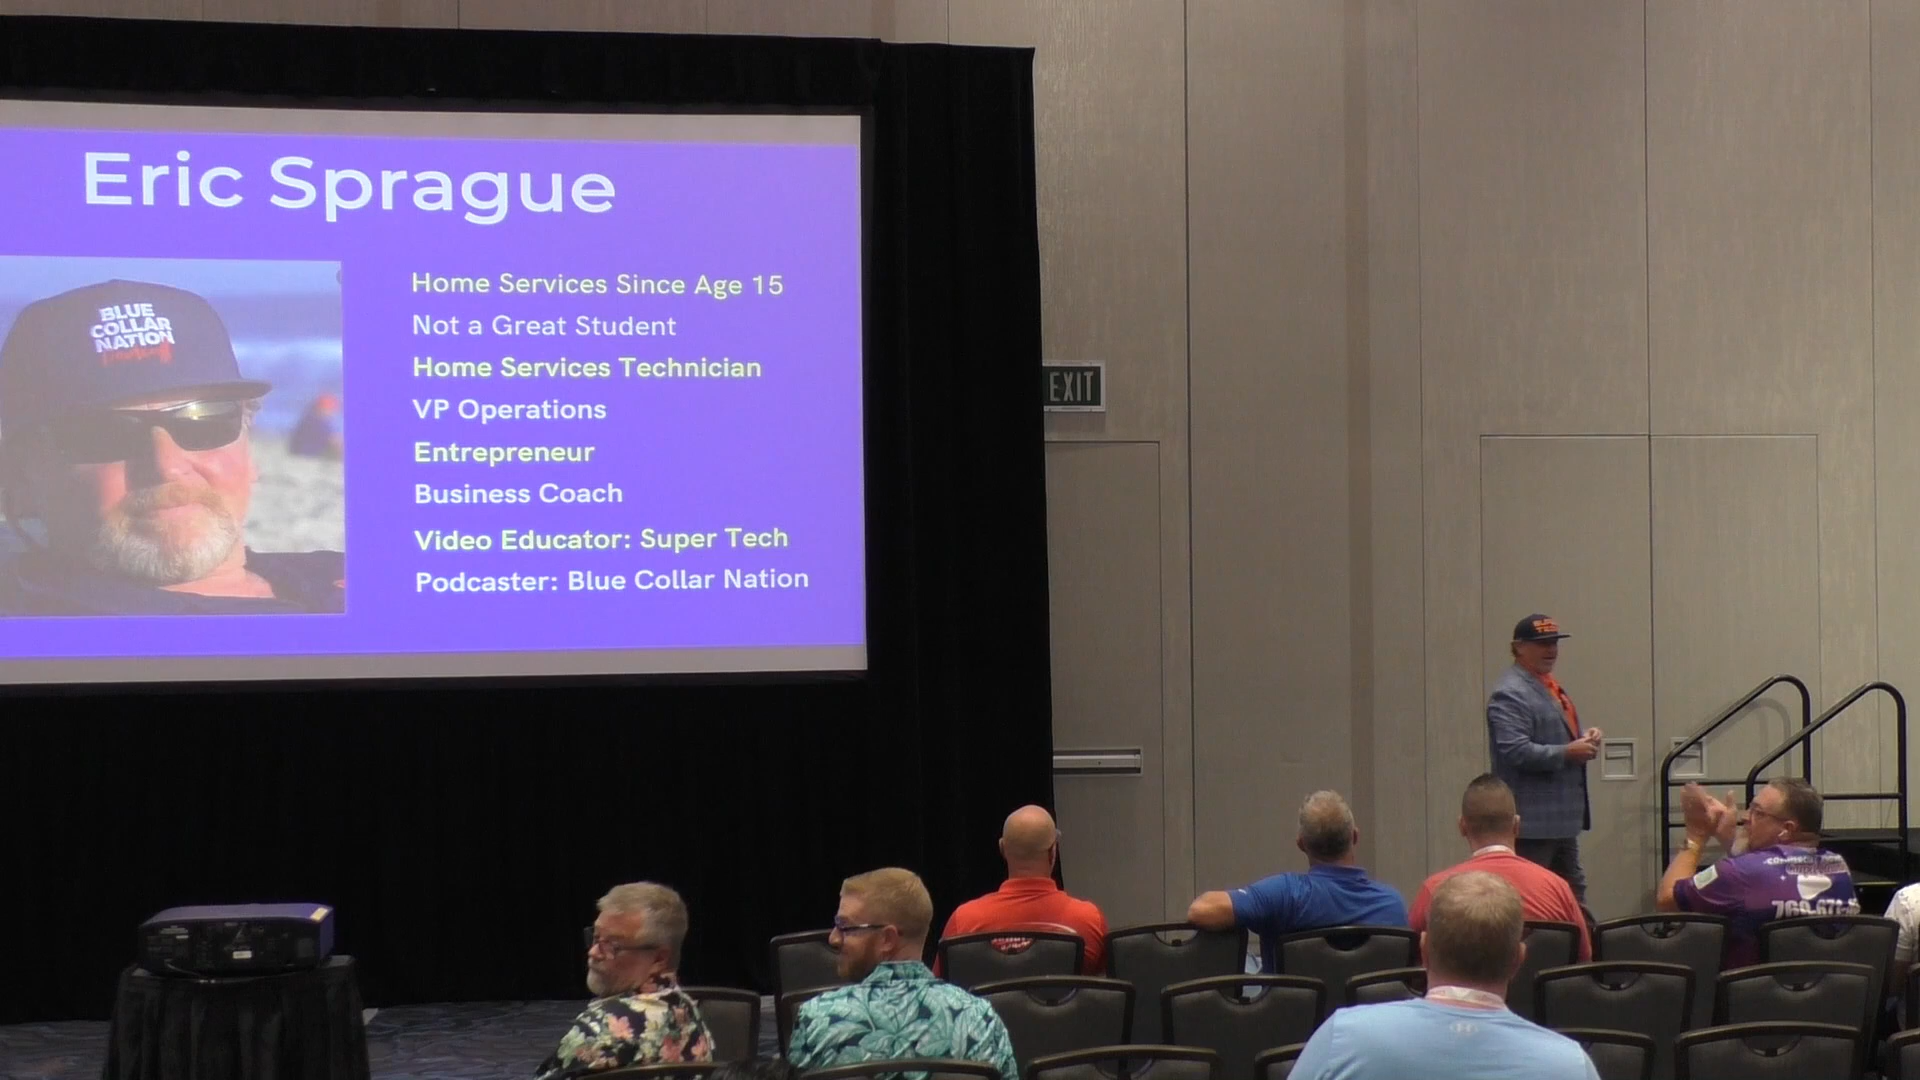 Eric Sprague
BLUE
COLLAR
NATION
Home Services Since Age 15
Not a Great Student
Home Services Technician
VP Operations
Entrepreneur
Business Coach
Video Educator: Super Tech
Podcaster: Blue Collar Nation
EXIT